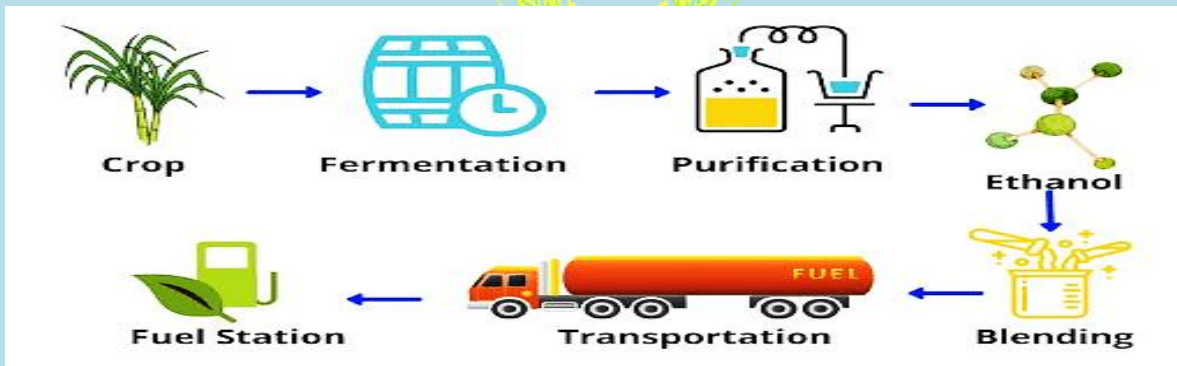 Crop
Fermentation
Purification
Ethanol
FUEL
Fuel Station
Transportation
Blending